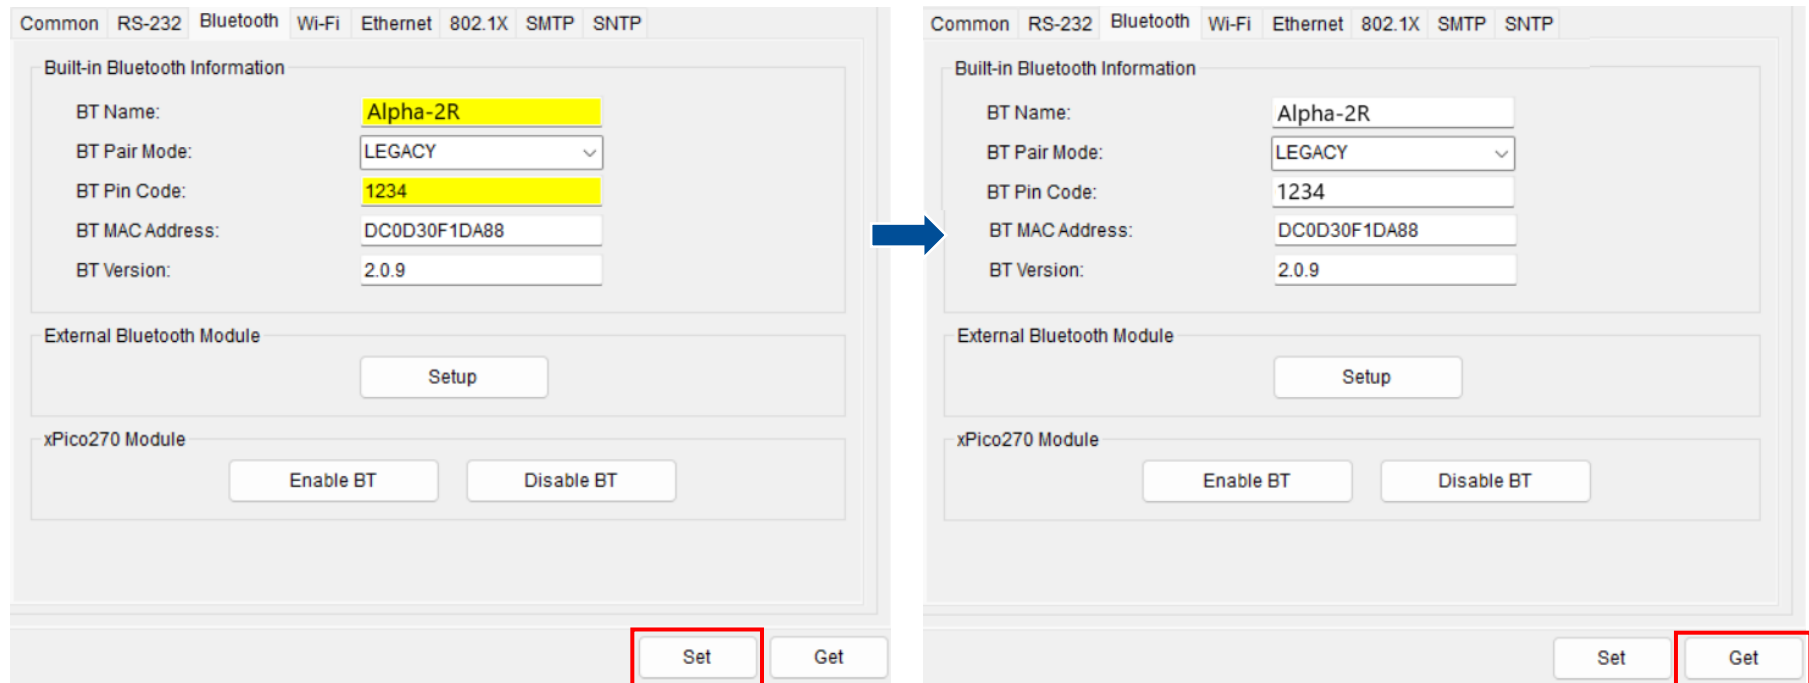 Common RS-232 Bluetooth Wi-Fi Ethernet 802.1X SMTP SNTP
Built-in Bluetooth Information
BT Name: Alpha-2R
BT Pair Mode: LEGACY
BT Pin Code: 1234
BT MAC Address: DC0D30F1DA88
BT Version: 2.0.9
External Bluetooth Module
Setup
xPico270 Module
Enable BT Disable BT
Set Get
Common RS-232 Bluetooth Wi-Fi Ethernet 802.1X SMTP SNTP
Built-in Bluetooth Information
BT Name: Alpha-2R
BT Pair Mode: LEGACY
BT Pin Code: 1234
BT MAC Address: DC0D30F1DA88
BT Version: 2.0.9
External Bluetooth Module
Setup
xPico270 Module
Enable BT Disable BT
Set Get